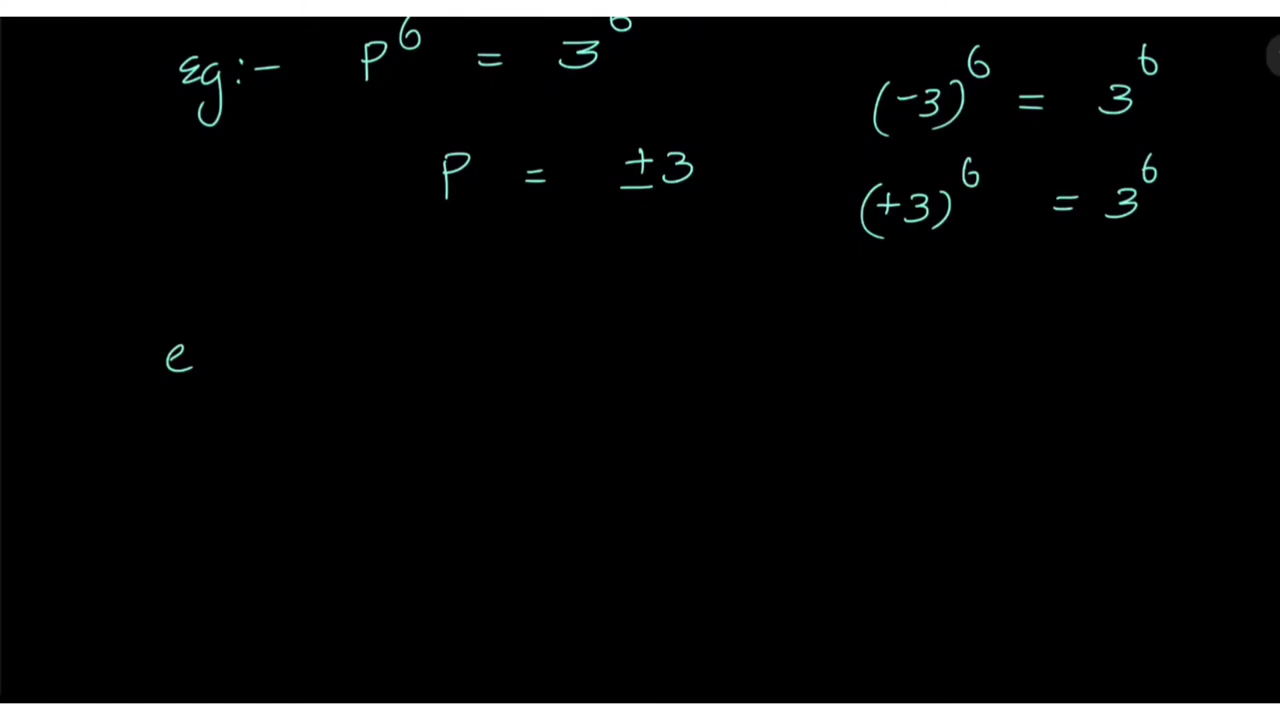 Eg:- P^6 = 3^6
(-3)^6 = 3^6
P = ±3
(+3)^6 = 3^6
e